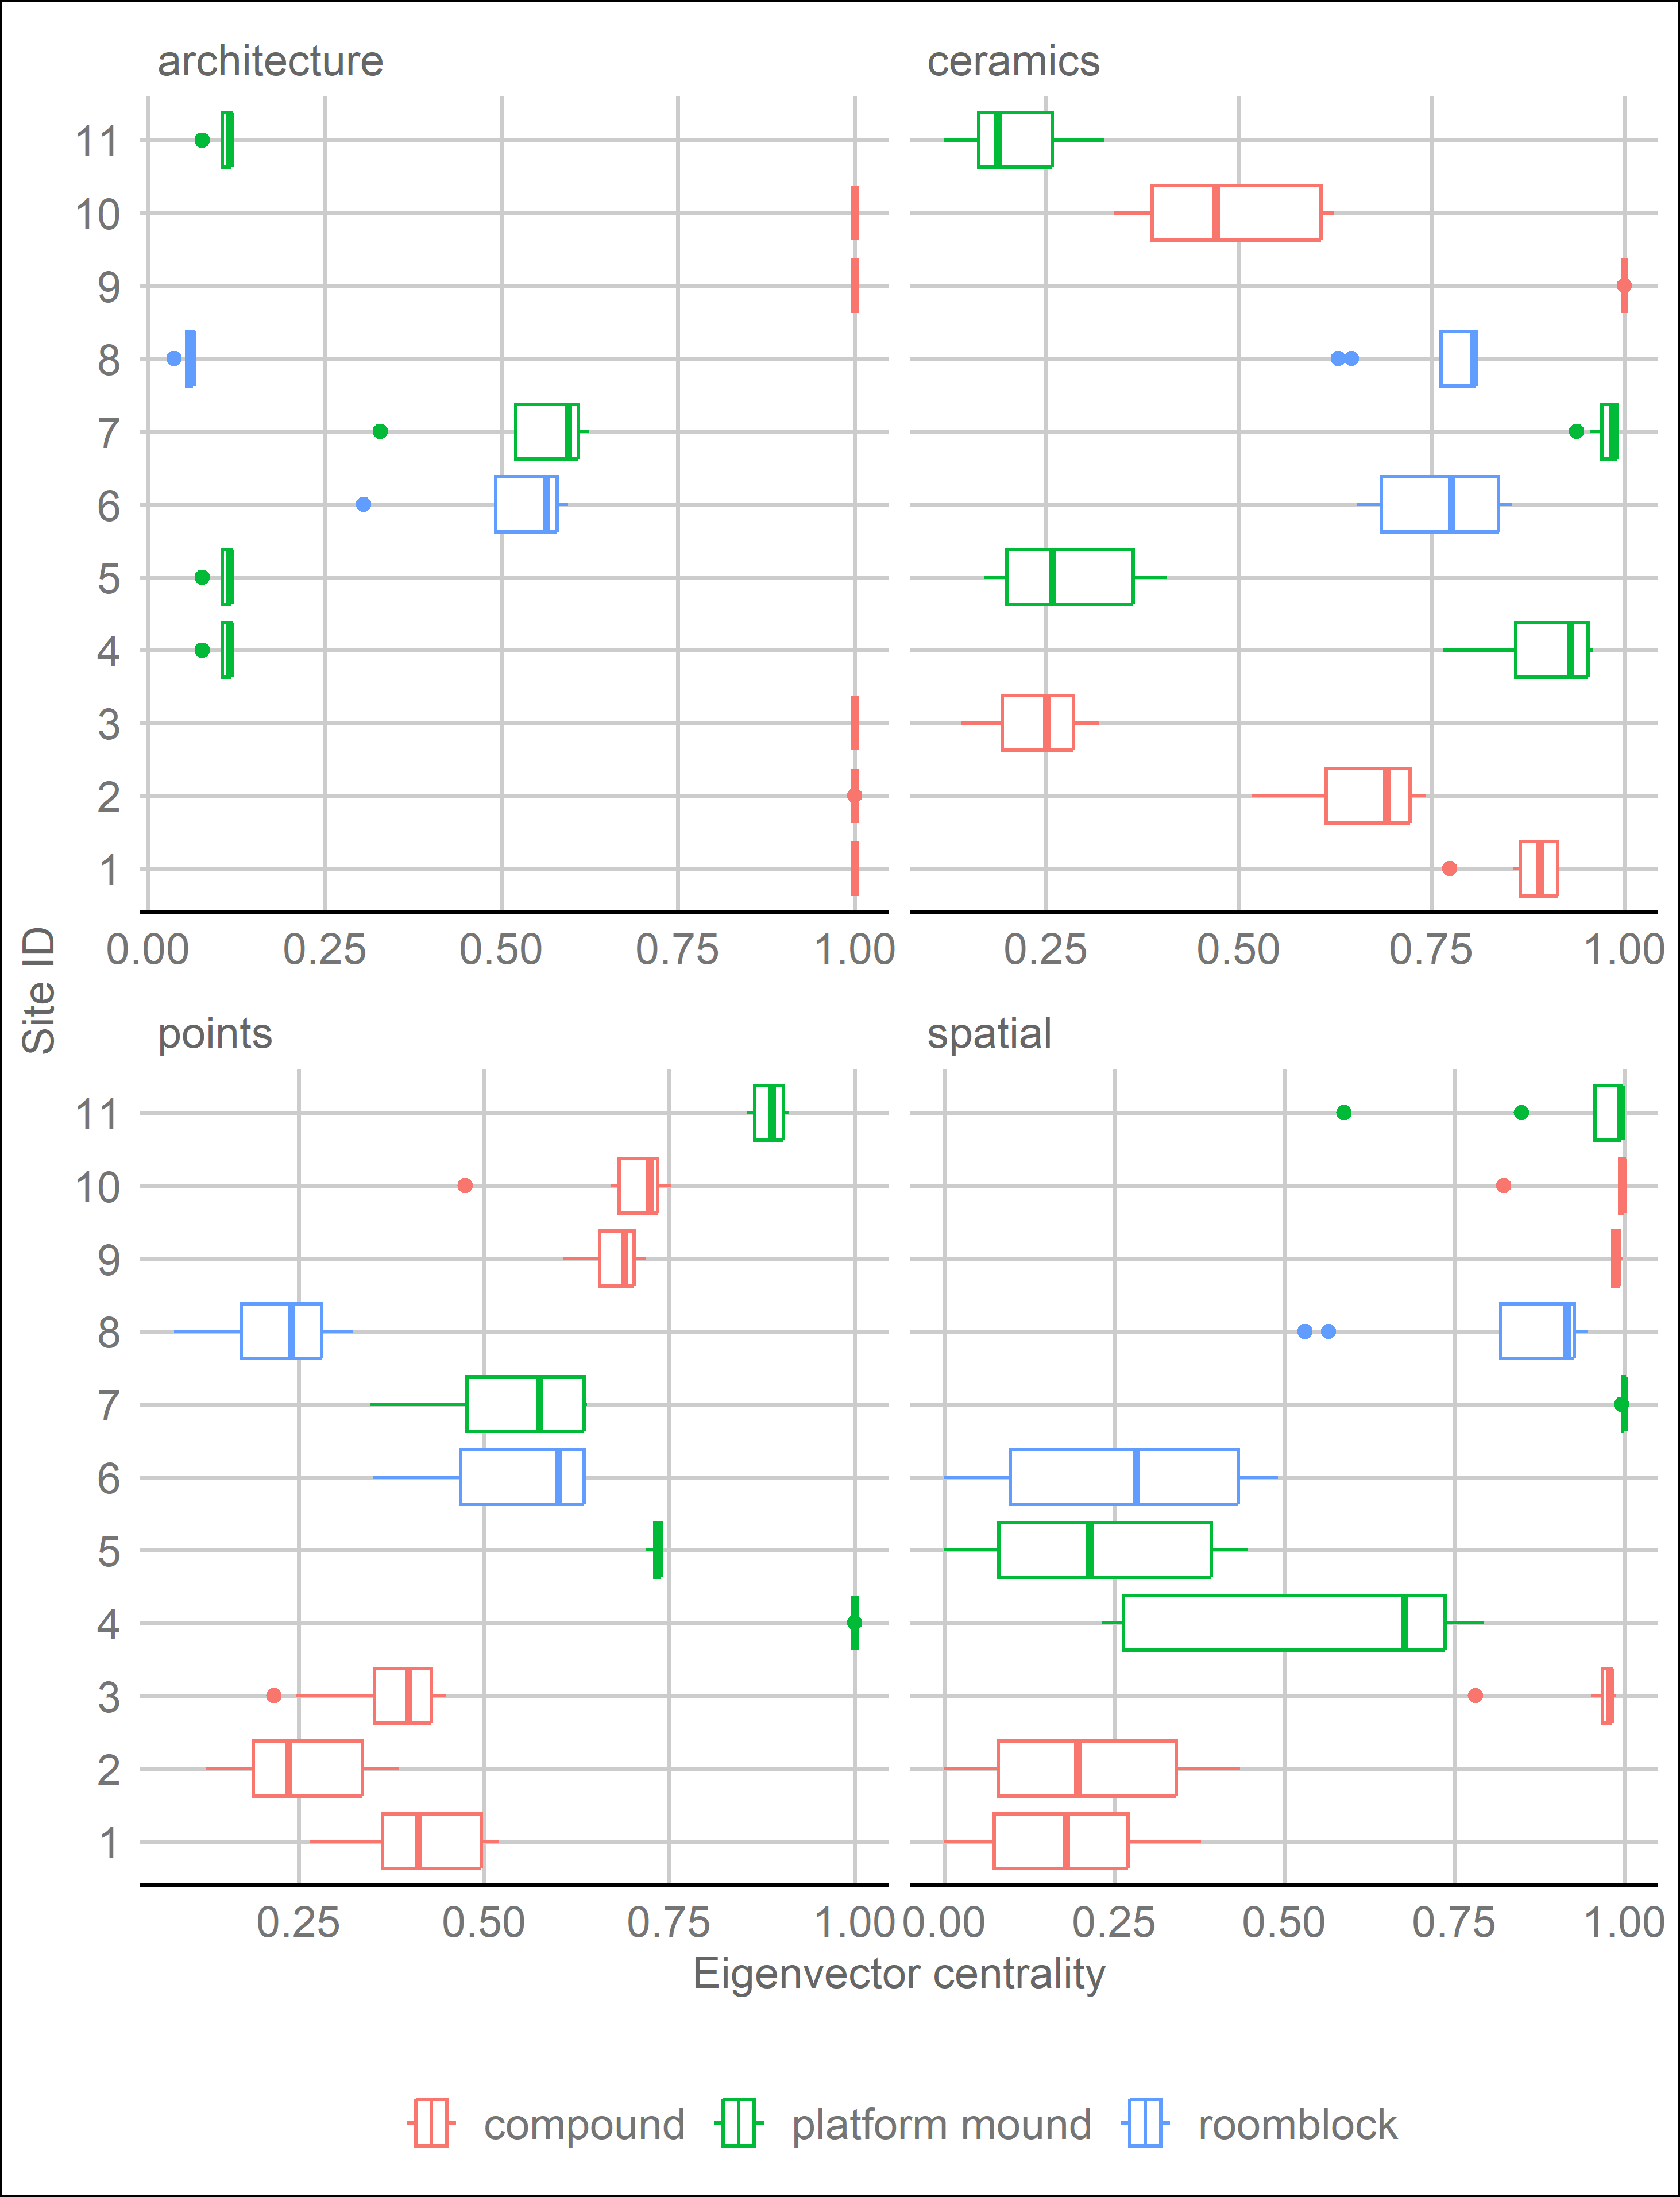 architecture
ceramics
11
10
9
8
7
6
5
4
3
2
1
0.00 0.25 0.50 0.75 1.00
0.25 0.50 0.75 1.00
Site ID
points
spatial
11
10
9
8
7
6
5
4
3
2
1
0.25 0.50 0.75 1.00
0.00 0.25 0.50 0.75 1.00
Eigenvector centrality
compound platform mound roomblock